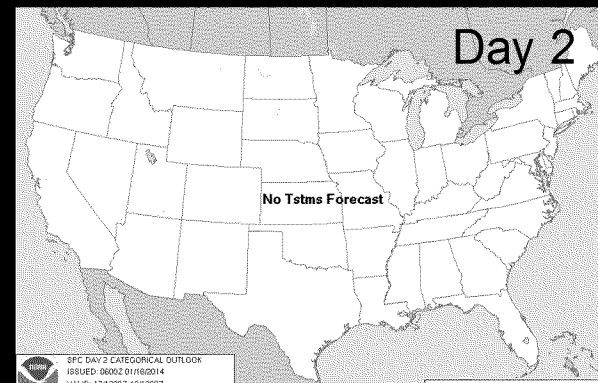 Day 2
No Tstms Forecast
SPC DAY 2 CATEGORICAL OUTLOOK
ISSUED: 0600Z 01/16/2014